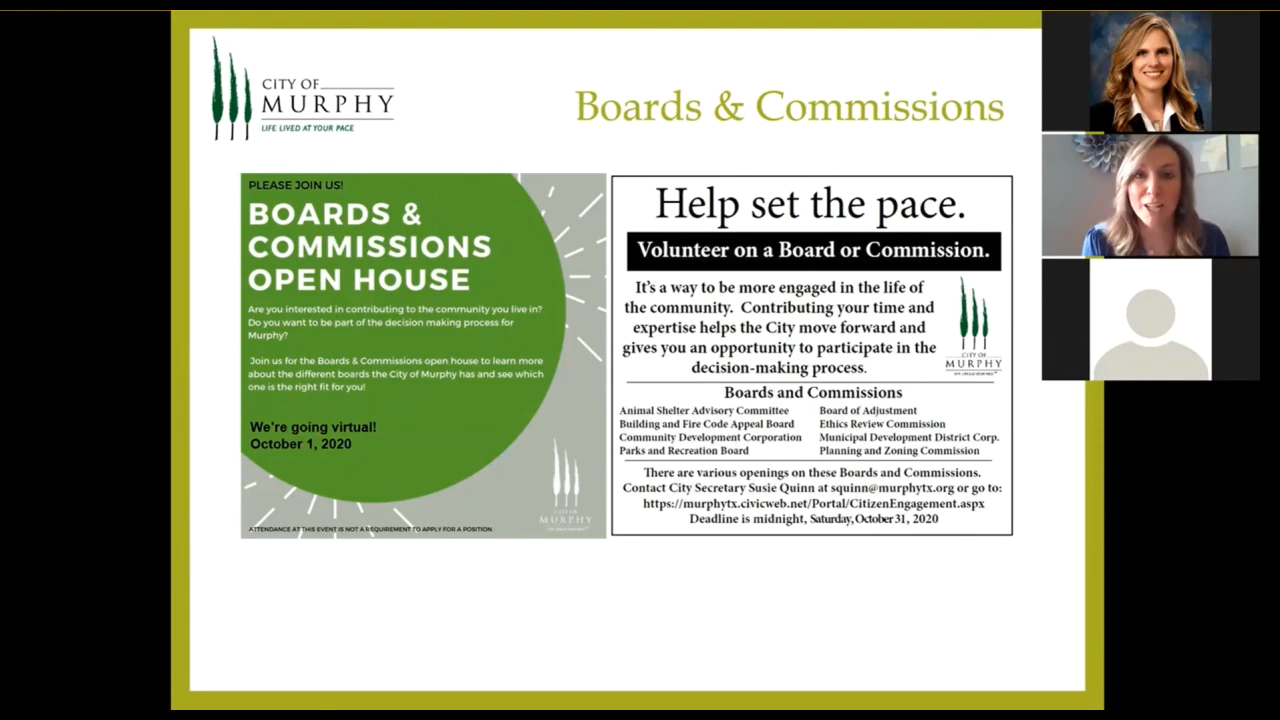 CITY OF
MURPHY
LIFE LIVED AT YOUR PACE
Boards & Commissions
PLEASE JOIN US!
BOARDS &
COMMISSIONS
OPEN HOUSE
Are you interested in contributing to the community you live in?
Do you want to be part of the decision making process for
Murphy?
Join us for the Boards & Commissions open house to learn more
about the different boards the City of Murphy has and see which
one is the right fit for you!
We're going virtual!
October 1, 2020
CITY OF
MURPHY
ATTENDANCE AT THIS EVENT IS NOT A REQUIREMENT TO APPLY FOR A POSITION.
Help set the pace.
Volunteer on a Board or Commission.
It's a way to be more engaged in the life of
the community. Contributing your time and
expertise helps the City move forward and
gives you an opportunity to participate in the
decision-making process.
CITY OF
MURPHY
Boards and Commissions
Animal Shelter Advisory Committee
Building and Fire Code Appeal Board
Community Development Corporation
Parks and Recreation Board
Board of Adjustment
Ethics Review Commission
Municipal Development District Corp.
Planning and Zoning Commission
There are various openings on these Boards and Commissions.
Contact City Secretary Susie Quinn at squinn@murphytx.org or go to:
https://murphytx.civicweb.net/Portal/CitizenEngagement.aspx
Deadline is midnight, Saturday, October 31, 2020